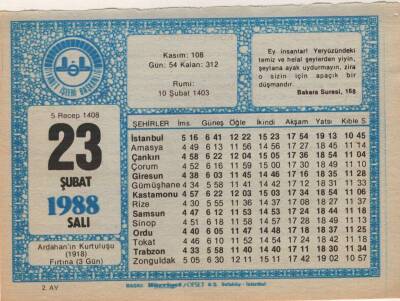 Kasım: 108
Gün: 54 Kalan: 312
Rumi:
10 Şubat 1403
Ey insanlar! Yeryüzündeki
temiz ve helal şeylerden yiyin,
şeytana ayak uydurmayın, zira
o sizin için apaçık bir
düşmandır.
Bakara Suresi, 168
5 Recep 1408
23
ŞUBAT
1988
SALI
Ardahan'ın Kurtuluşu
(1918)
Fırtına (3 Gün)
ŞEHİRLER İms. Güneş Öğle İkindi Akşam Yatsı Kıble S.
İstanbul 5 16 6 41 12 22 15 23 17 54 19 13 10 45
Amasya 4 49 6 13 11 56 14 56 17 27 18 46 11 14
Çankırı 4 58 6 22 12 04 15 05 17 36 18 54 11 04
Çorum 4 52 6 16 11 59 15 00 17 30 18 49 11 10
Giresun 4 38 6 03 11 45 14 46 17 16 18 35 11 28
Gümüşhane 4 34 5 58 11 41 14 42 17 12 18 31 11 33
Kastamonu 4 57 6 22 12 03 15 03 17 34 18 54 11 06
Rize 4 30 5 55 11 37 14 37 17 08 18 27 11 38
Samsun 4 47 6 12 11 53 14 53 17 24 18 44 11 18
Sinop 4 51 6 18 11 58 14 57 17 28 18 49 11 13
Ordu 4 40 6 05 11 47 14 48 17 18 18 37 11 25
Tokat 4 46 6 10 11 52 14 54 17 24 18 42 11 18
Trabzon 4 33 5 58 11 40 14 40 17 11 18 30 11 34
Zonguldak 5 05 6 30 12 11 15 11 17 42 19 02 10 57
2. AY
BASKI: Hürriyet / OFSET A.Ş. Sefaköy - İstanbul